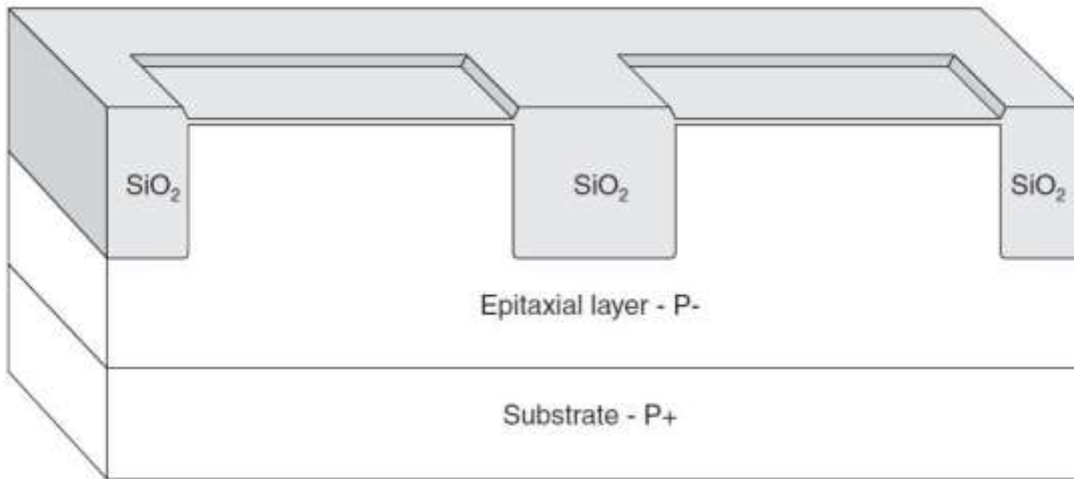 SiO₂
SiO₂
SiO₂
Epitaxial layer - P-
Substrate - P+